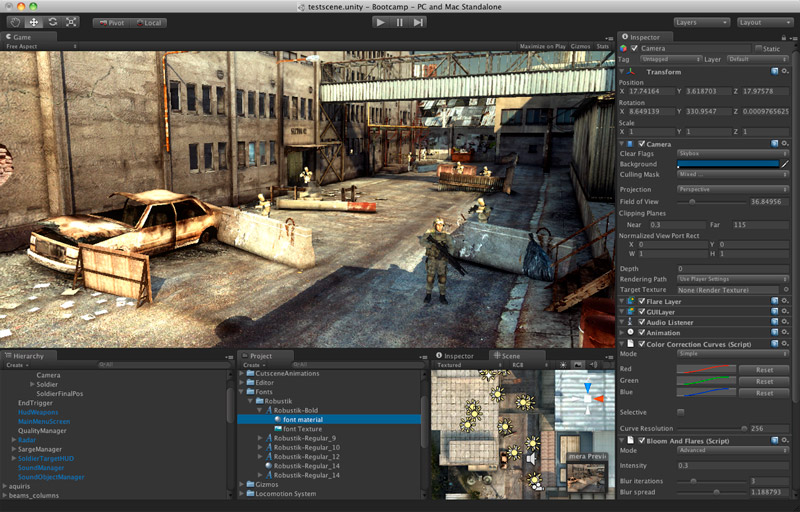 testscene.unity – Bootcamp – PC and Mac Standalone
Pivot Local
Layers Layout
Game
Free Aspect
Maximize on Play Gizmos Stats
Hierarchy
Create All
Camera
Soldier
SoldierFinalPos
EndTrigger
HudWeapons
MainMenuScreen
QualityManager
Radar
SargeManager
SoldierTargetHUD
SoundManager
SoundObjectManager
aquiris
beams_columns
Project
Create All
CutsceneAnimations
Editor
Fonts
Robustik
Robustik-Bold
font material
font Texture
Robustik-Regular_9
Robustik-Regular_10
Robustik-Regular_12
Robustik-Regular_14
Robustik-Regular_14
Gizmos
Locomotion System
Inspector Scene
Textured RGB
mera Previ
Inspector
Camera Static
Tag Untagged Layer Default
Transform
Position
X 17.74164 Y 3.618703 Z 17.97578
Rotation
X 8.649139 Y 330.9547 Z 0.0009765625
Scale
X 1 Y 1 Z 1
Camera
Clear Flags Skybox
Background
Culling Mask Mixed ...
Projection Perspective
Field of View 36.84956
Clipping Planes
Near 0.3 Far 115
Normalized View Port Rect
X 0 Y 0
W 1 H 1
Depth 0
Rendering Path Use Player Settings
Target Texture None (Render Texture)
Flare Layer
GUILayer
Audio Listener
Animation
Color Correction Curves (Script)
Mode Simple
Red Reset
Green Reset
Blue Reset
Selective
Curve Resolution 256
Bloom And Flares (Script)
Mode Advanced
Intensity 0.3
Blur iterations 3
Blur spread 1.188793